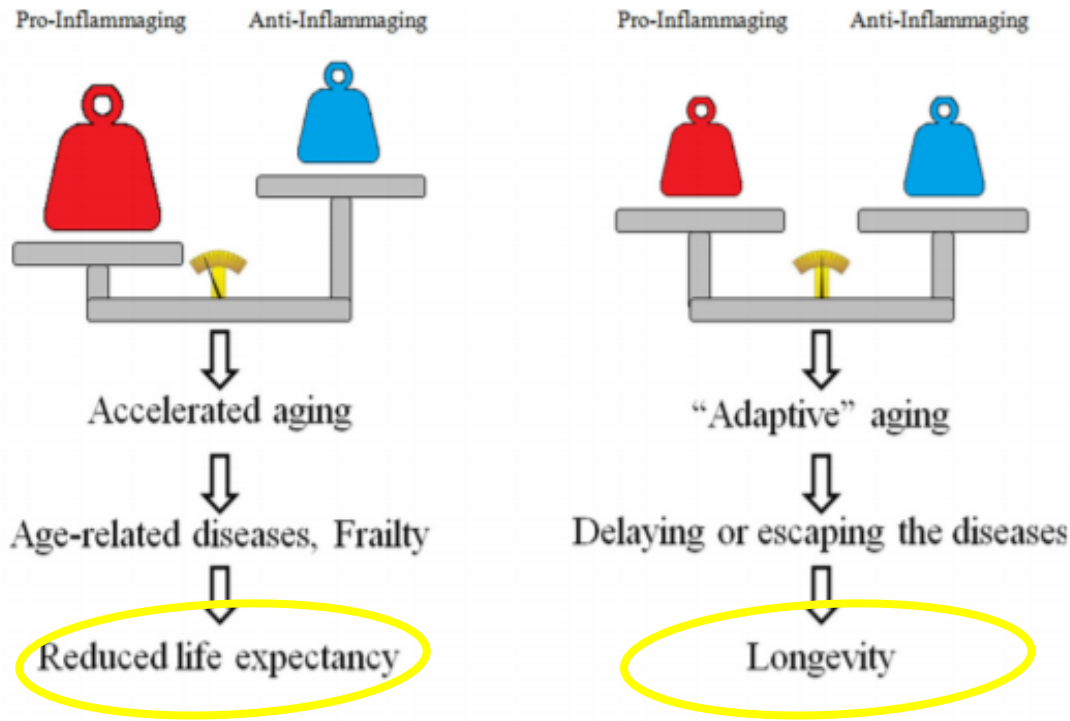 Pro-Inflammaging
Anti-Inflammaging
Accelerated aging
Age-related diseases, Frailty
Reduced life expectancy
Pro-Inflammaging
Anti-Inflammaging
“Adaptive” aging
Delaying or escaping the diseases
Longevity